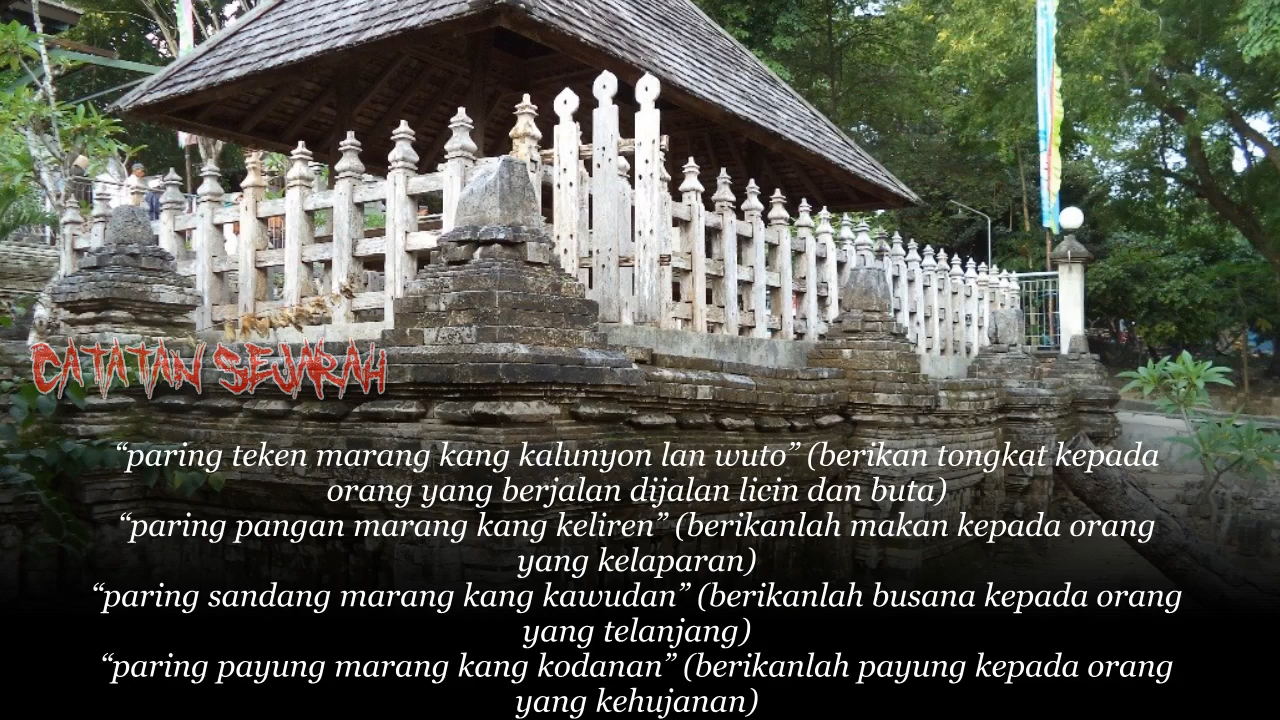 CATATAN SEJARAH
“paring teken marang kang kalunyon lan wuto” (berikan tongkat kepada
orang yang berjalan dijalan licin dan buta)
“paring pangan marang kang keliren” (berikanlah makan kepada orang
yang kelaparan)
“paring sandang marang kang kawudan” (berikanlah busana kepada orang
yang telanjang)
“paring payung marang kang kodanan” (berikanlah payung kepada orang
yang kehujanan)